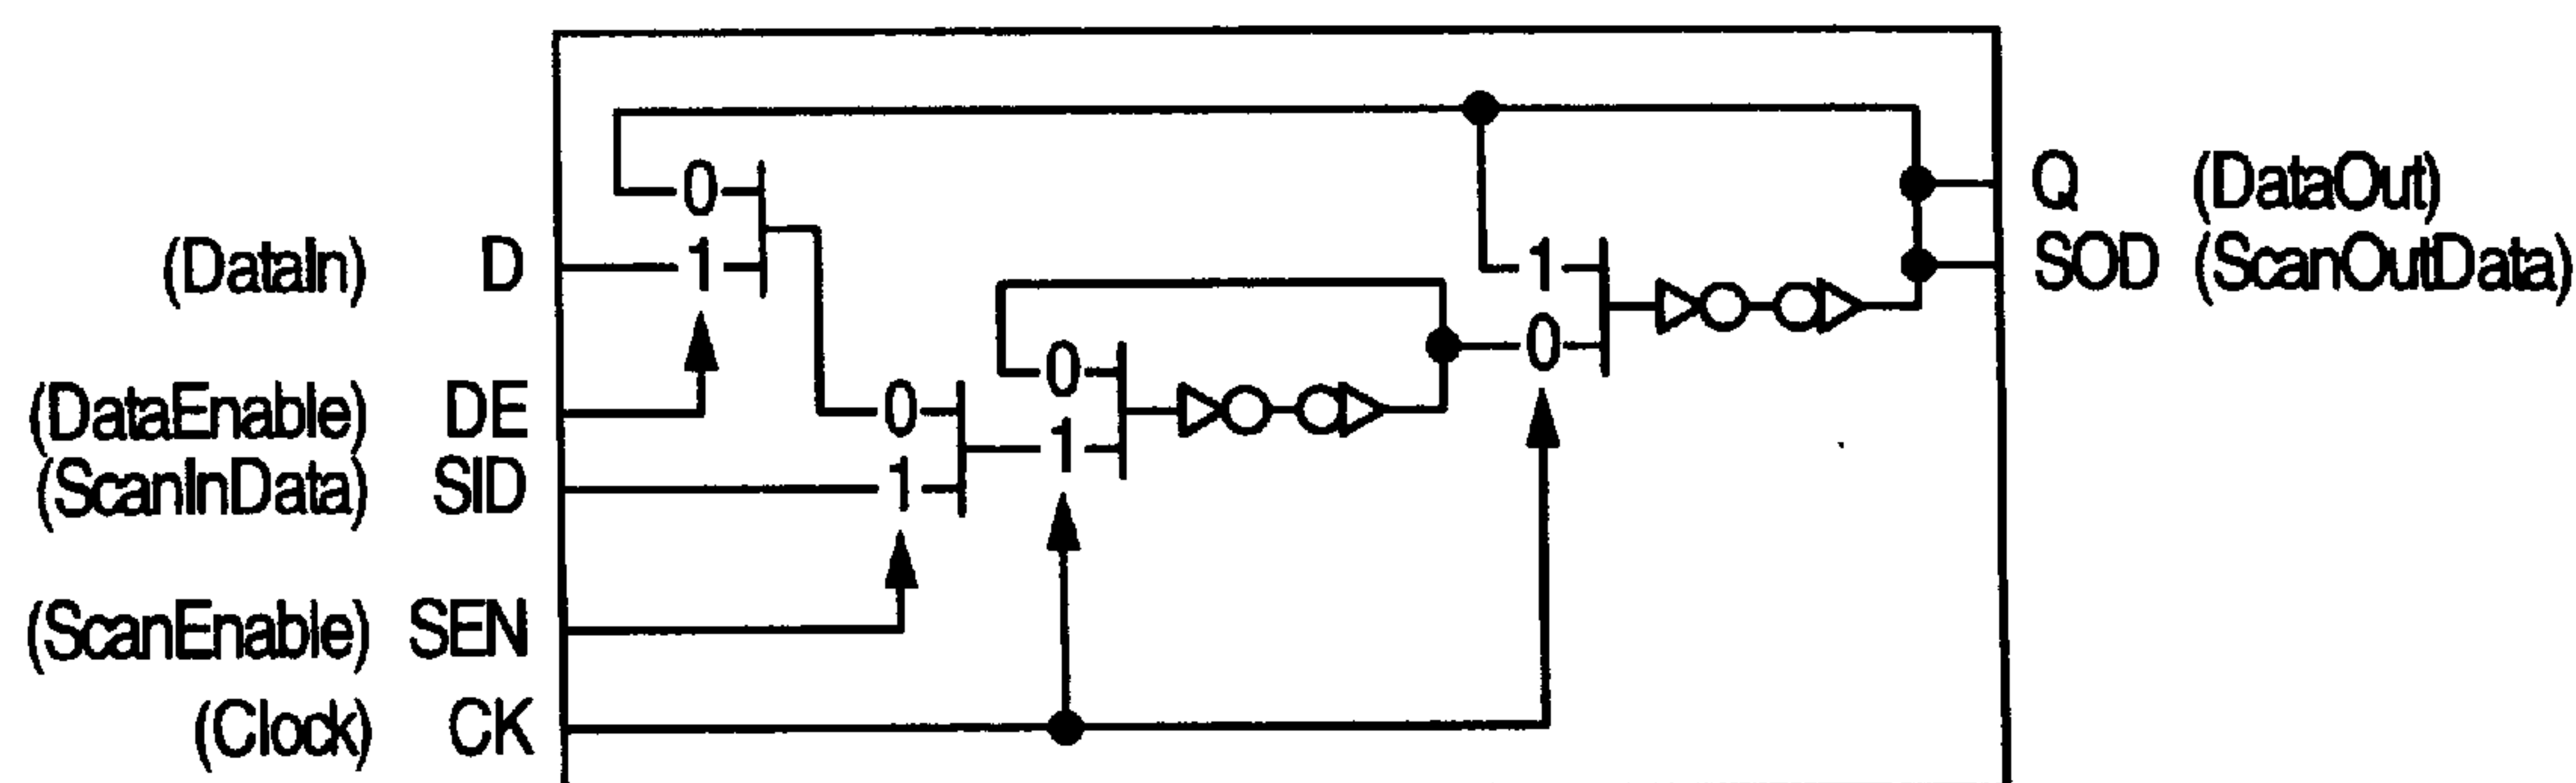 0
Q (DataOut)
(DataIn) D 1 1 SOD (ScanOutData)
0 0
(DataEnable) DE 0 1
(ScanInData) SID 1
(ScanEnable) SEN
(Clock) CK